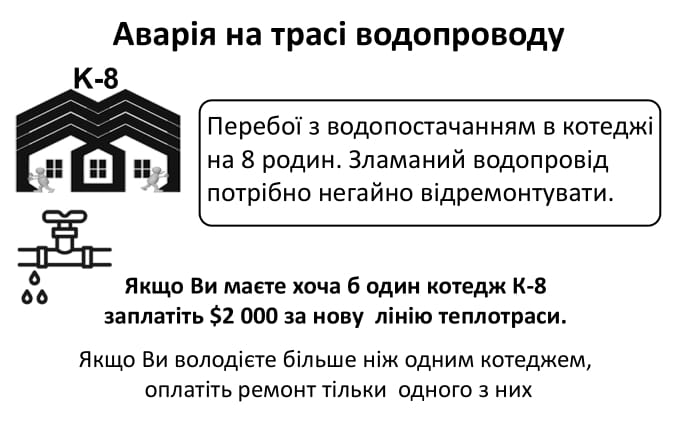 Аварія на трасі водопроводу
К-8
Перебої з водопостачанням в котеджі
на 8 родин. Зламаний водопровід
потрібно негайно відремонтувати.
Якщо Ви маєте хоча б один котедж К-8
заплатіть $2 000 за нову лінію теплотраси.
Якщо Ви володієте більше ніж одним котеджем,
оплатіть ремонт тільки одного з них